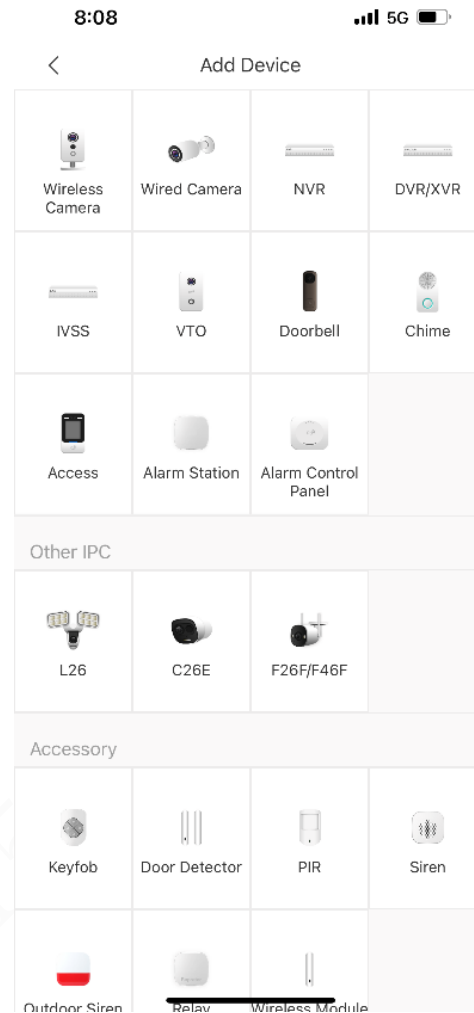 8:08 5G
Add Device
Wireless Camera
Wired Camera
NVR
DVR/XVR
IVSS
VTO
Doorbell
Chime
Access
Alarm Station
Alarm Control Panel
Other IPC
L26
C26E
F26F/F46F
Accessory
Keyfob
Door Detector
PIR
Siren
Outdoor Siren
Relay
Wireless Module